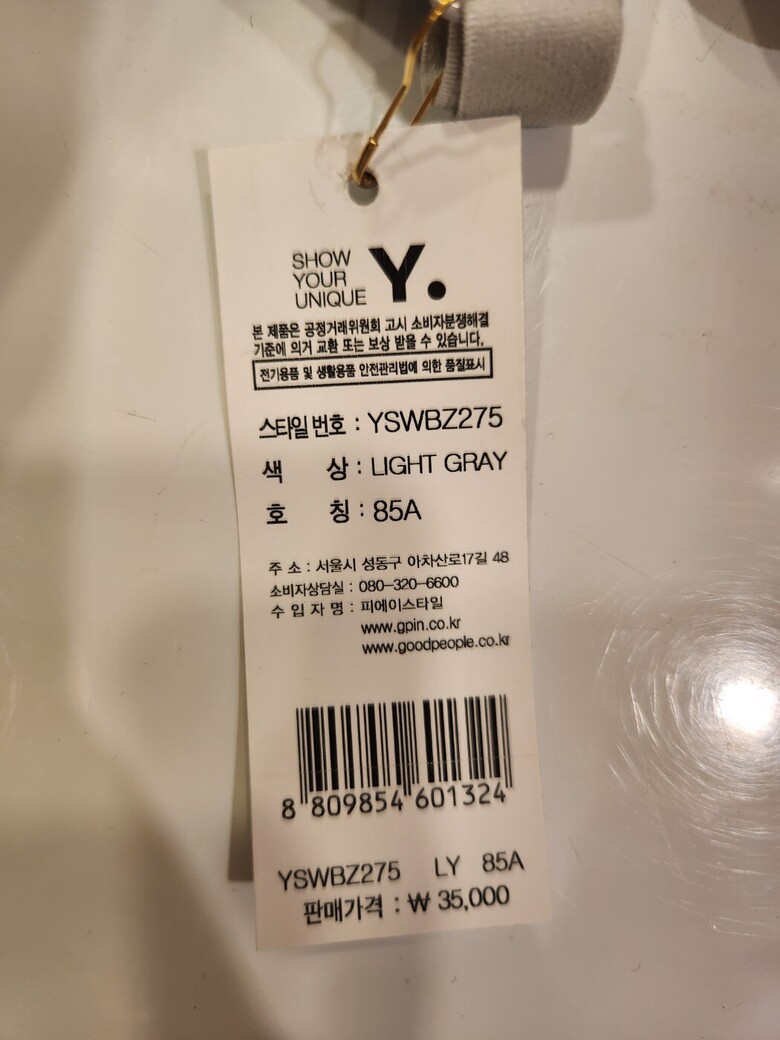 SHOW
YOUR
UNIQUE Y.
본 제품은 공정거래위원회 고시 소비자분쟁해결
기준에 의거 교환 또는 보상 받을 수 있습니다.
전기용품 및 생활용품 안전관리법에 의한 품질표시
스타일번호 : YSWBZ275
색 상 : LIGHT GRAY
호 칭 : 85A
주 소 : 서울시 성동구 아차산로17길 48
소비자상담실 : 080-320-6600
수 입 자 명 : 피에이스타일
www.gpin.co.kr
www.goodpeople.co.kr
8 809854 601324
YSWBZ275 LY 85A
판매가격 : ₩ 35,000